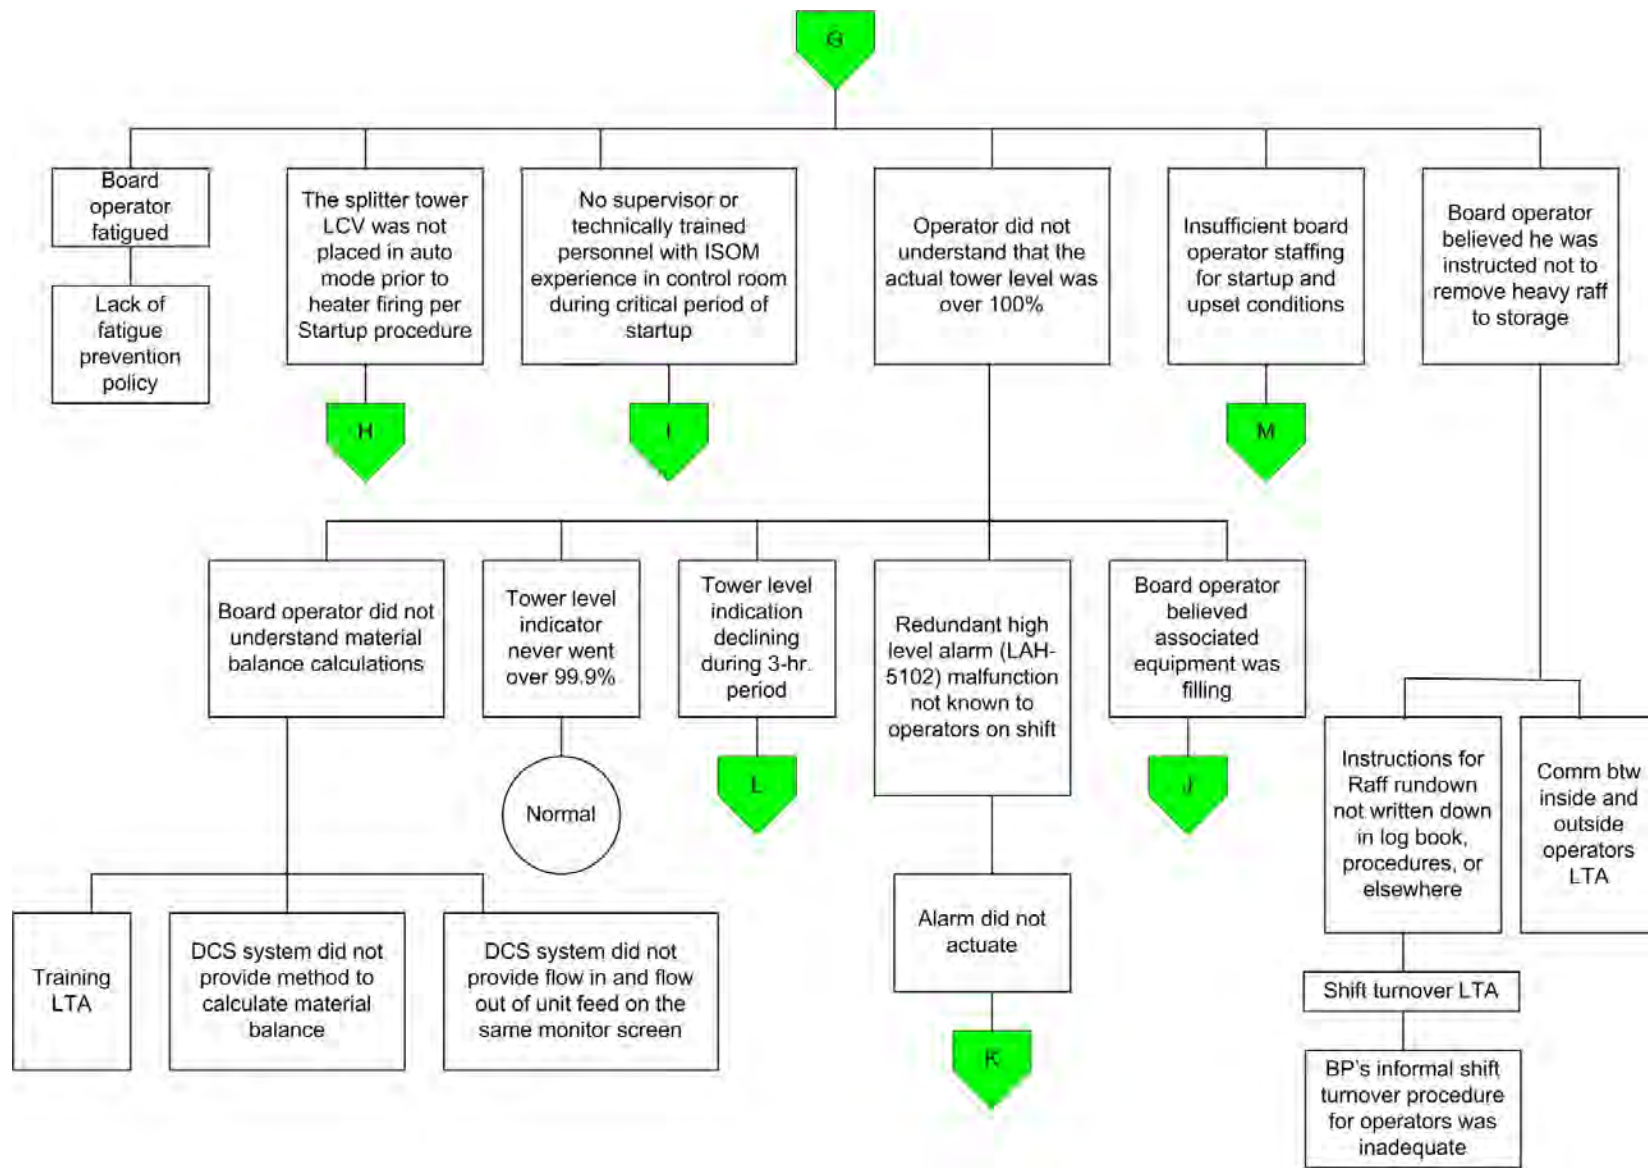 G
Board
operator
fatigued
Lack of
fatigue
prevention
policy
The splitter tower
LCV was not
placed in auto
mode prior to
heater firing per
Startup procedure
H
No supervisor or
technically trained
personnel with ISOM
experience in control room
during critical period of
startup
I
Operator did not
understand that the
actual tower level was
over 100%
Insufficient board
operator staffing
for startup and
upset conditions
M
Board operator
believed he was
instructed not to
remove heavy raff
to storage
Board operator did not
understand material
balance calculations
Tower level
indicator
never went
over 99.9%
Normal
Tower level
indication
declining
during 3-hr.
period
L
Redundant high
level alarm (LAH-
5102) malfunction
not known to
operators on shift
Board operator
believed
associated
equipment was
filling
J
Instructions for
Raff rundown
not written down
in log book,
procedures, or
elsewhere
Comm btw
inside and
outside
operators
LTA
Training
LTA
DCS system did not
provide method to
calculate material
balance
DCS system did not
provide flow in and flow
out of unit feed on the
same monitor screen
Alarm did not
actuate
K
Shift turnover LTA
BP's informal shift
turnover procedure
for operators was
inadequate